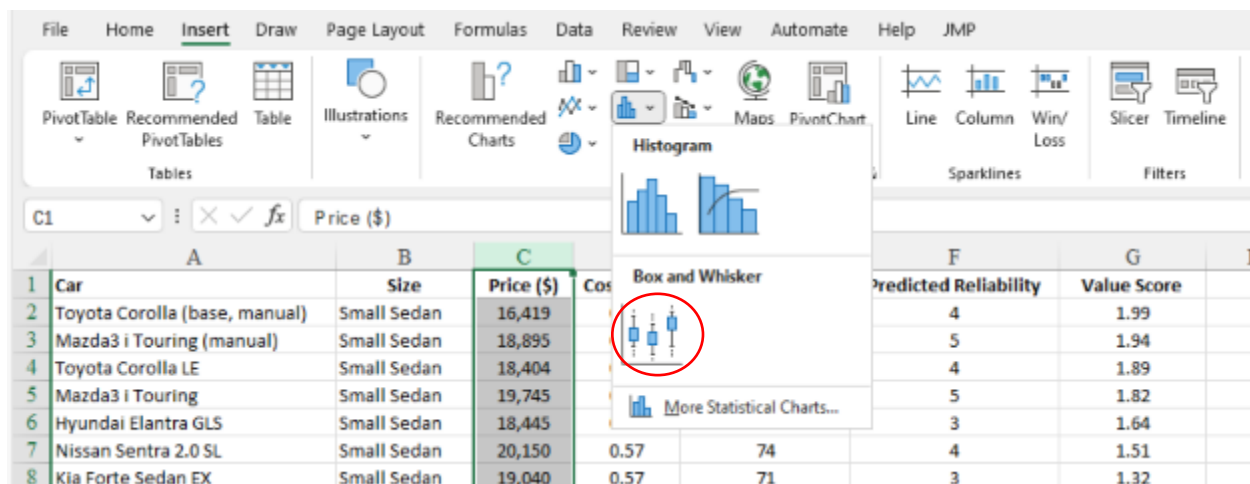 File Home Insert Draw Page Layout Formulas Data Review View Automate Help JMP
PivotTable Recommended PivotTables Table
Illustrations
Recommended Charts
Maps PivotChart
Line Column Win/Loss
Slicer Timeline
Tables
Sparklines
Filters
C1 fx Price ($)
Histogram
Box and Whisker
More Statistical Charts...
A B C F G
1 Car Size Price ($) Cos Predicted Reliability Value Score
2 Toyota Corolla (base, manual) Small Sedan 16,419 4 1.99
3 Mazda3 i Touring (manual) Small Sedan 18,895 5 1.94
4 Toyota Corolla LE Small Sedan 18,404 4 1.89
5 Mazda3 i Touring Small Sedan 19,745 5 1.82
6 Hyundai Elantra GLS Small Sedan 18,445 3 1.64
7 Nissan Sentra 2.0 SL Small Sedan 20,150 0.57 74 4 1.51
8 Kia Forte Sedan EX Small Sedan 19,040 0.57 71 3 1.32